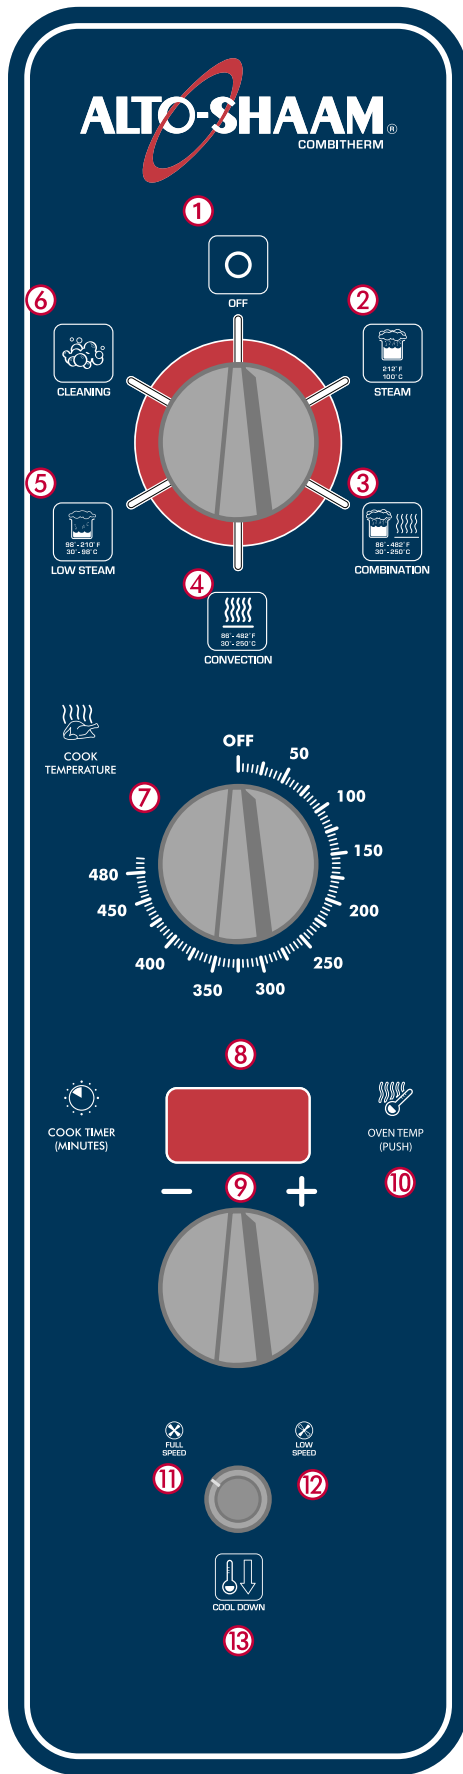 ALTO-SHAAM®
COMBITHERM
1
OFF
6
2
CLEANING
212°F
100°C
STEAM
5
3
98°-210°F
30°-98°C
LOW STEAM
86°-482°F
30°-250°C
COMBINATION
4
86°-482°F
30°-250°C
CONVECTION
COOK
TEMPERATURE
7
OFF
50
100
150
200
250
300
350
400
450
480
8
COOK TIMER
(MINUTES)
OVEN TEMP
(PUSH)
10
9
− +
FULL
SPEED
11
LOW
SPEED
12
COOL DOWN
13